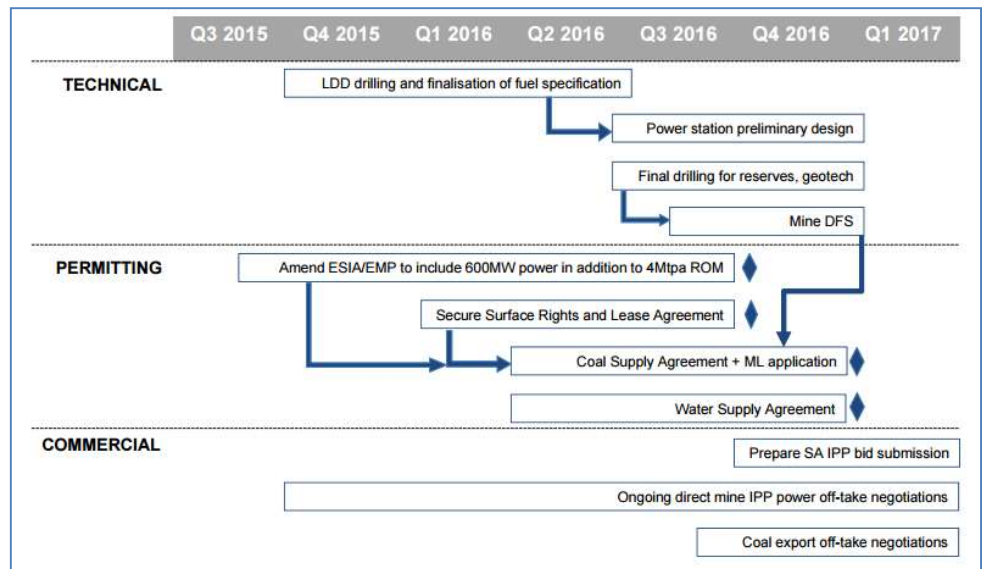 Q3 2015 Q4 2015 Q1 2016 Q2 2016 Q3 2016 Q4 2016 Q1 2017
TECHNICAL
LDD drilling and finalisation of fuel specification
Power station preliminary design
Final drilling for reserves, geotech
Mine DFS
PERMITTING
Amend ESIA/EMP to include 600MW power in addition to 4Mtpa ROM
Secure Surface Rights and Lease Agreement
Coal Supply Agreement + ML application
Water Supply Agreement
COMMERCIAL
Prepare SA IPP bid submission
Ongoing direct mine IPP power off-take negotiations
Coal export off-take negotiations